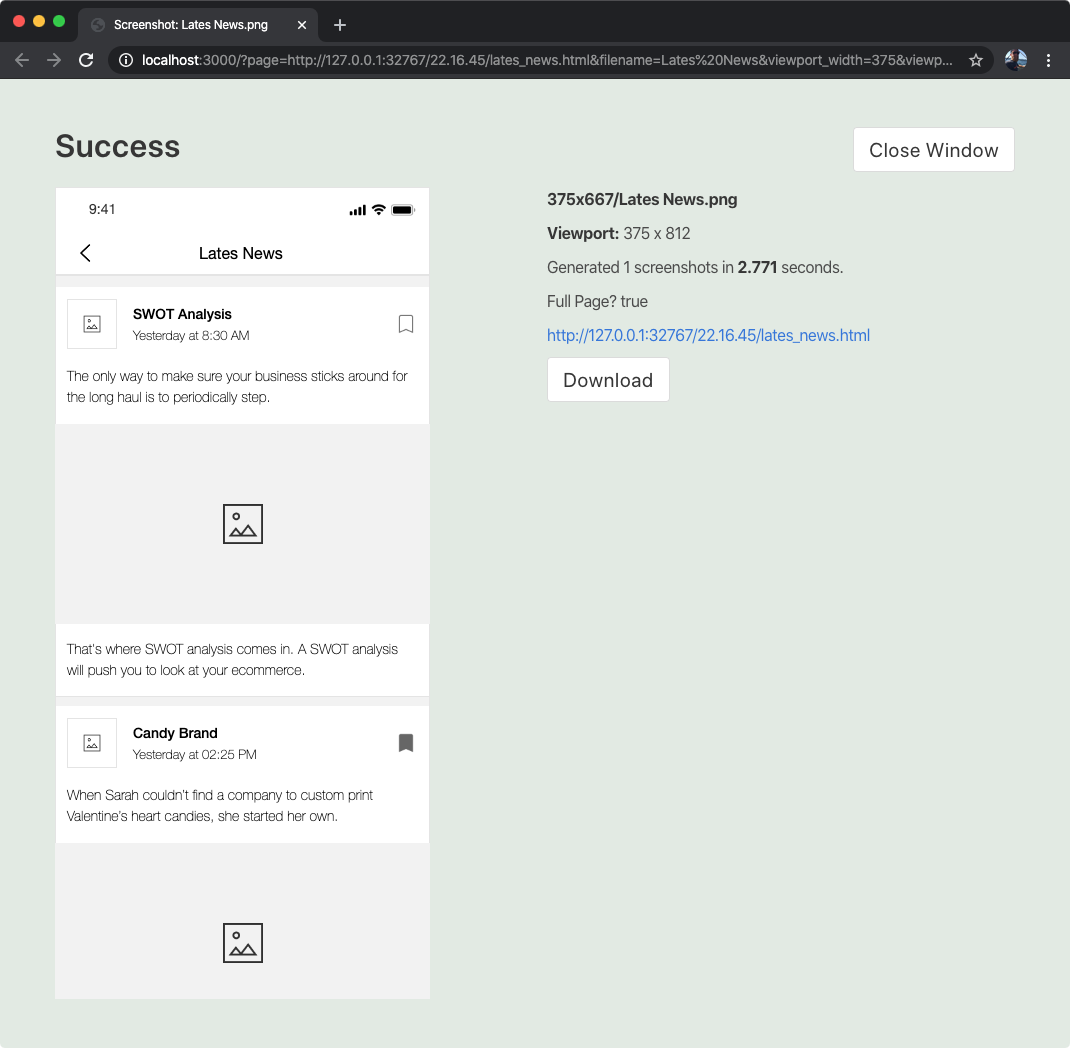 Screenshot: Lates News.png
localhost:3000/?page=http://127.0.0.1:32767/22.16.45/lates_news.html&filename=Lates%20News&viewport_width=375&viewp...
Success
Close Window
9:41
Lates News
SWOT Analysis
Yesterday at 8:30 AM
The only way to make sure your business sticks around for
the long haul is to periodically step.
That's where SWOT analysis comes in. A SWOT analysis
will push you to look at your ecommerce.
Candy Brand
Yesterday at 02:25 PM
When Sarah couldn't find a company to custom print
Valentine's heart candies, she started her own.
375x667/Lates News.png
Viewport: 375 x 812
Generated 1 screenshots in 2.771 seconds.
Full Page? true
http://127.0.0.1:32767/22.16.45/lates_news.html
Download